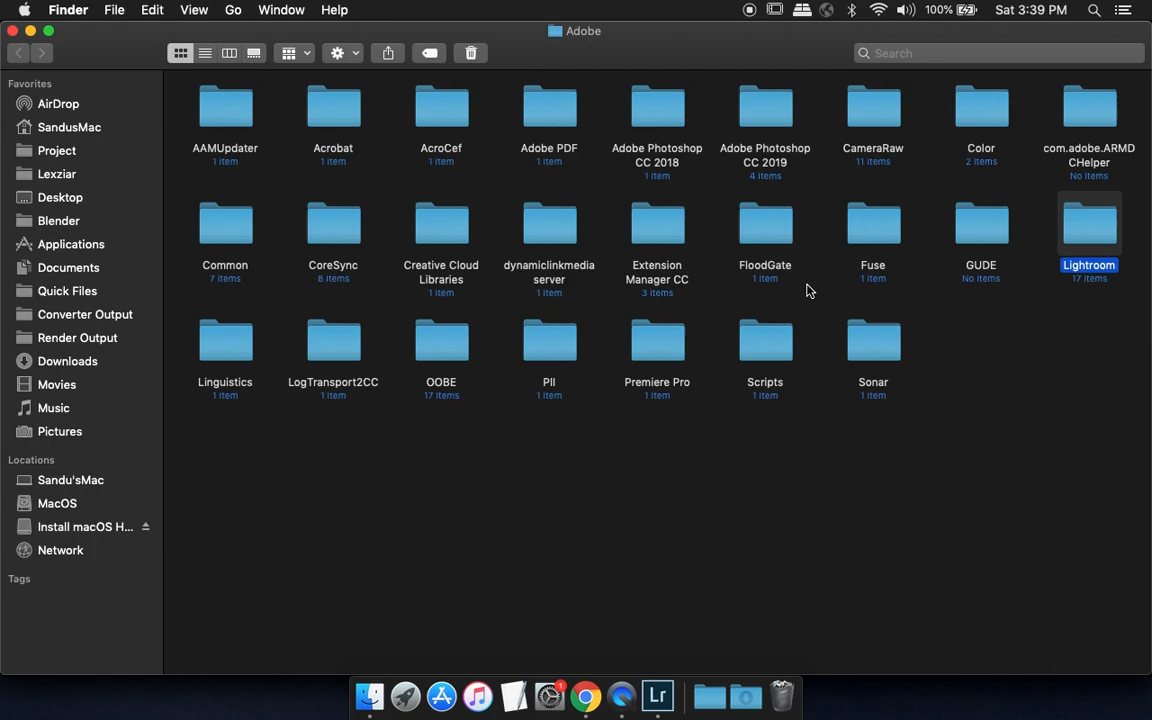 Finder File Edit View Go Window Help 100% Sat 3:39 PM
Adobe
Search
Favorites
AirDrop
SandusMac
Project
Lexziar
Desktop
Blender
Applications
Documents
Quick Files
Converter Output
Render Output
Downloads
Movies
Music
Pictures
Locations
Sandu'sMac
MacOS
Install macOS H...
Network
Tags
AAMUpdater
1 item
Acrobat
1 item
AcroCef
1 item
Adobe PDF
1 item
Adobe Photoshop
CC 2018
1 item
Adobe Photoshop
CC 2019
4 items
CameraRaw
11 items
Color
2 items
com.adobe.ARMD
CHelper
No items
Common
7 items
CoreSync
8 items
Creative Cloud
Libraries
1 item
dynamiclinkmedia
server
1 item
Extension
Manager CC
3 items
FloodGate
1 item
Fuse
1 item
GUDE
No items
Lightroom
17 items
Linguistics
1 item
LogTransport2CC
1 item
OOBE
17 items
PII
1 item
Premiere Pro
1 item
Scripts
1 item
Sonar
1 item
1
Lr